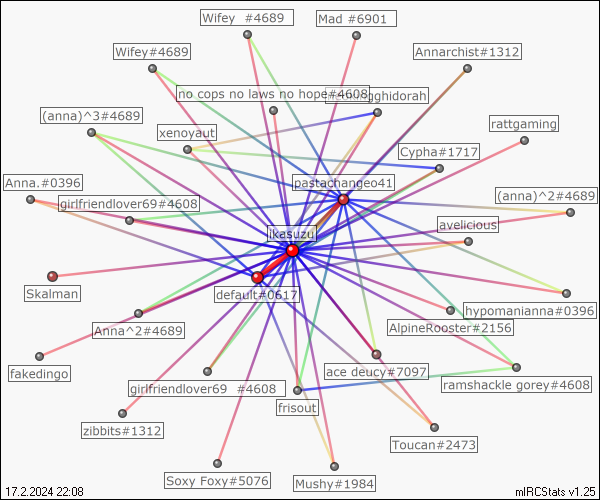 Wifey  #4689
Mad #6901
Wifey#4689
Annarchist#1312
no cops no laws no hope#4608
ghidorah
(anna)^3#4689
xenoyaut
rattgaming
Cypha#1717
Anna.#0396
pastachangeo41
girlfriendlover69#4608
(anna)^2#4689
ikasuzu
avelicious
Skalman
default#0617
hypomanianna#0396
Anna^2#4689
AlpineRooster#2156
fakedingo
ace deucy#7097
girlfriendlover69  #4608
ramshackle gorey#4608
frisout
zibbits#1312
Toucan#2473
Soxy Foxy#5076
Mushy#1984
17.2.2024 22:08
mIRCStats v1.25